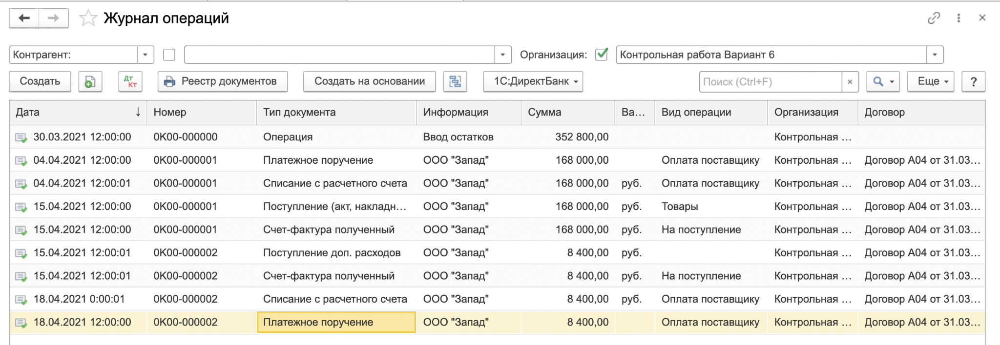 Журнал операций
Контрагент: Организация: Контрольная работа Вариант 6
Создать Дт Кт Реестр документов Создать на основании 1С:ДиректБанк Поиск (Ctrl+F) × Еще ?
Дата ↓ Номер Тип документа Информация Сумма Ва... Вид операции Организация Договор
30.03.2021 12:00:00 0К00-000000 Операция Ввод остатков 352 800,00 Контрольная ...
04.04.2021 12:00:00 0К00-000001 Платежное поручение ООО "Запад" 168 000,00 Оплата поставщику Контрольная ... Договор А04 от 31.03...
04.04.2021 12:00:01 0К00-000001 Списание с расчетного счета ООО "Запад" 168 000,00 руб. Оплата поставщику Контрольная ... Договор А04 от 31.03...
15.04.2021 12:00:00 0К00-000001 Поступление (акт, накладн... ООО "Запад" 168 000,00 руб. Товары Контрольная ... Договор А04 от 31.03...
15.04.2021 12:00:00 0К00-000001 Счет-фактура полученный ООО "Запад" 168 000,00 руб. На поступление Контрольная ... Договор А04 от 31.03...
15.04.2021 12:00:01 0К00-000002 Поступление доп. расходов ООО "Запад" 8 400,00 руб. Контрольная ... Договор А04 от 31.03...
15.04.2021 12:00:01 0К00-000002 Счет-фактура полученный ООО "Запад" 8 400,00 руб. На поступление Контрольная ... Договор А04 от 31.03...
18.04.2021 0:00:01 0К00-000002 Списание с расчетного счета ООО "Запад" 8 400,00 руб. Оплата поставщику Контрольная ... Договор А04 от 31.03...
18.04.2021 12:00:00 0К00-000002 Платежное поручение ООО "Запад" 8 400,00 Оплата поставщику Контрольная ... Договор А04 от 31.03...